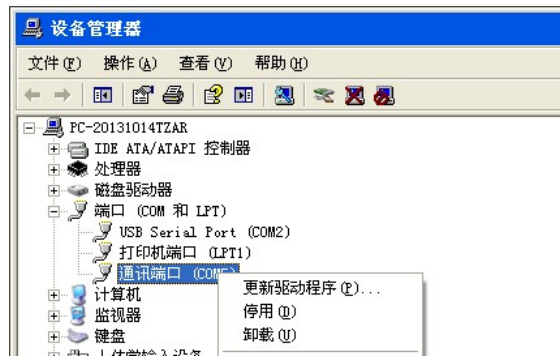 设备管理器
文件(F) 操作(A) 查看(V) 帮助(H)
PC-20131014TZAR
IDE ATA/ATAPI 控制器
处理器
磁盘驱动器
端口 (COM 和 LPT)
USB Serial Port (COM2)
打印机端口 (LPT1)
通讯端口 (COM
更新驱动程序(P)...
计算机
停用(D)
监视器
卸载(U)
键盘